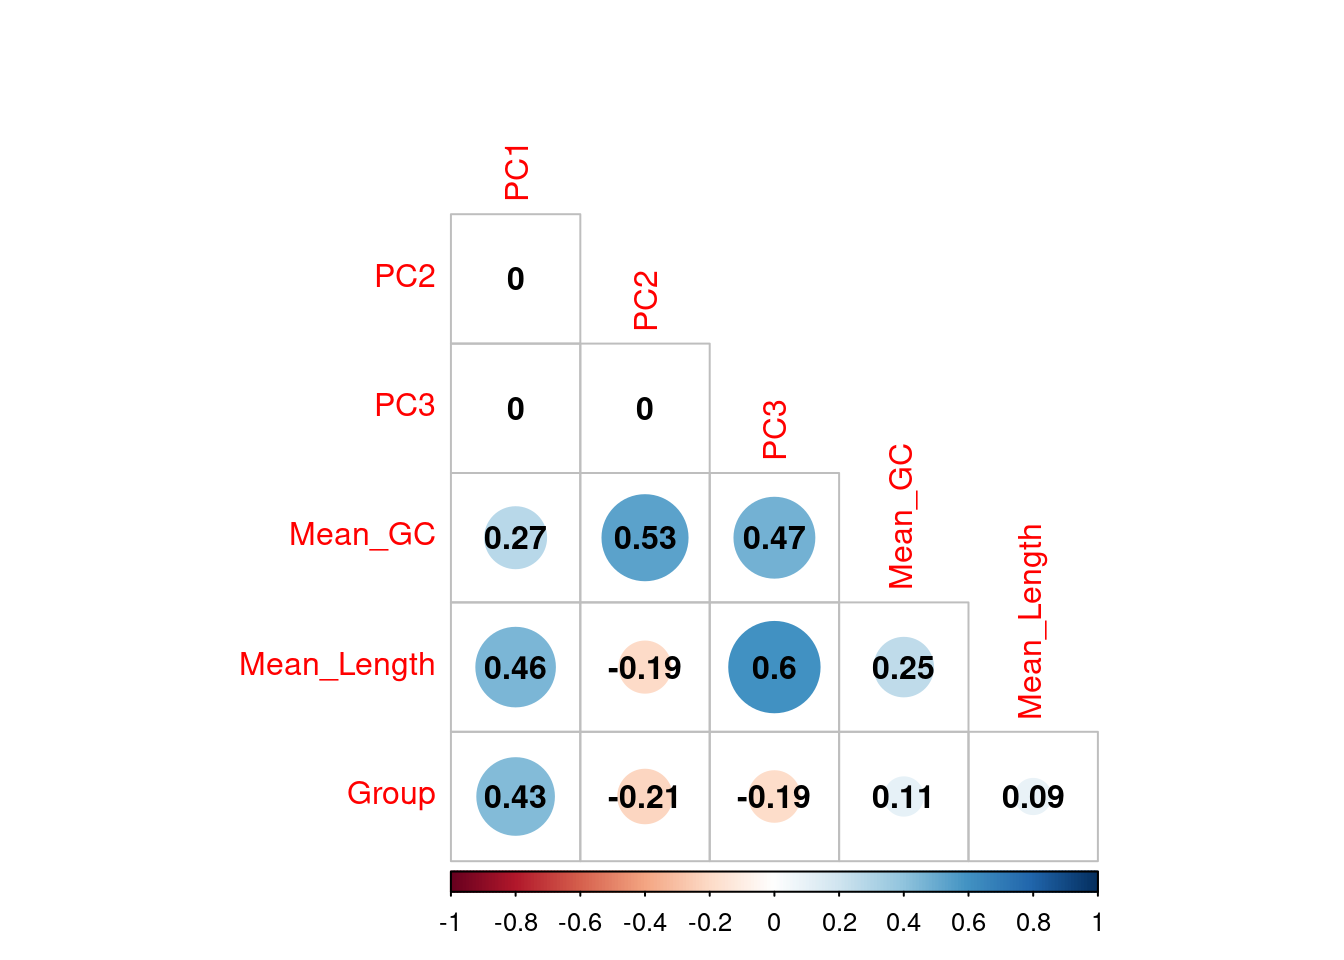 PC1
PC2 0 PC2
PC3 0 0 PC3
Mean_GC 0.27 0.53 0.47 Mean_GC
Mean_Length 0.46 -0.19 0.6 0.25 Mean_Length
Group 0.43 -0.21 -0.19 0.11 0.09
-1 -0.8 -0.6 -0.4 -0.2 0 0.2 0.4 0.6 0.8 1